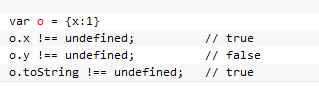 var o = {x:1}
o.x !== undefined;          // true
o.y !== undefined;          // false
o.toString !== undefined;   // true